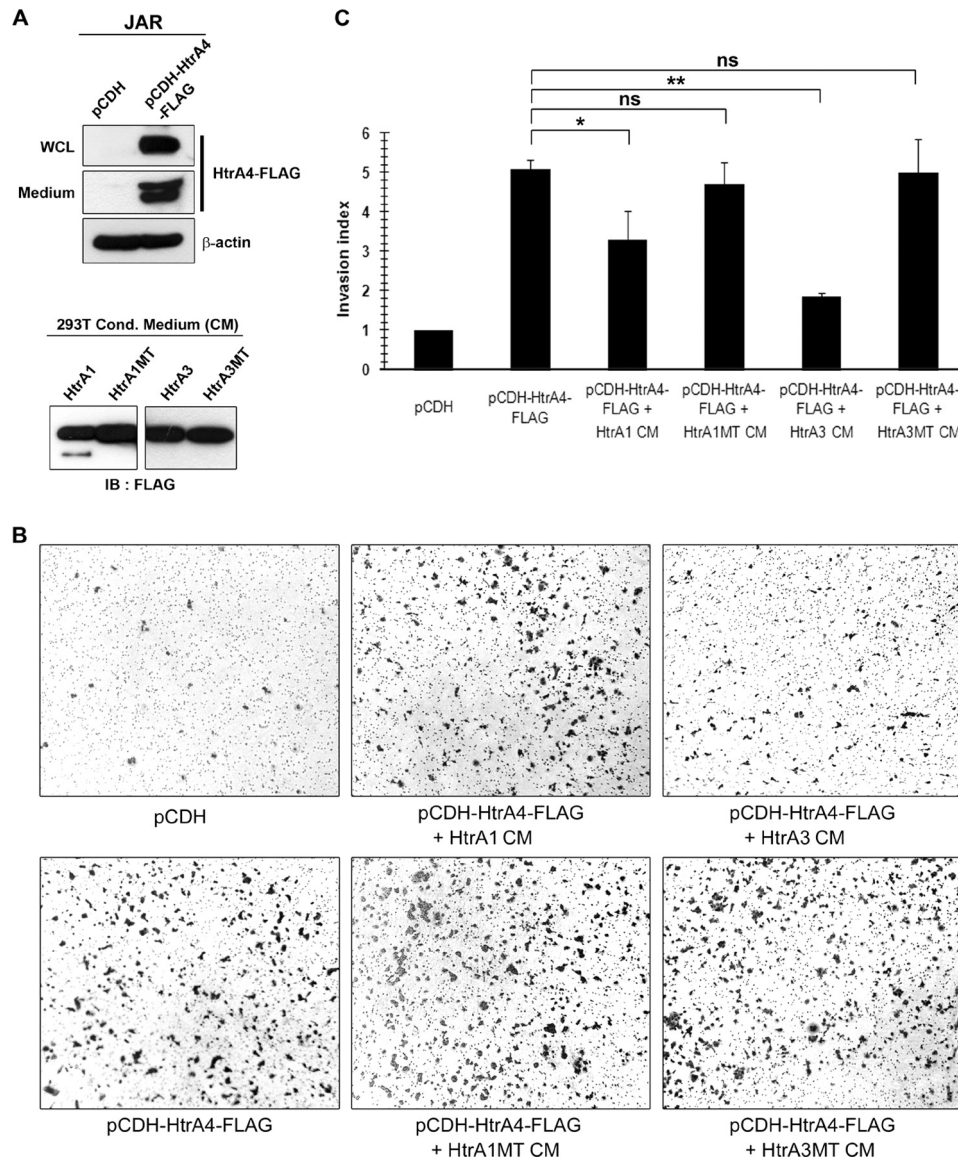 A
JAR
pCDH
pCDH-HtrA4
-FLAG
WCL
Medium
HtrA4-FLAG
β-actin
293T Cond. Medium (CM)
HtrA1
HtrA1MT
HtrA3
HtrA3MT
IB : FLAG
C
ns
**
ns
*
Invasion index
6
5
4
3
2
1
0
pCDH
pCDH-HtrA4-
FLAG
pCDH-HtrA4-
FLAG +
HtrA1 CM
pCDH-HtrA4-
FLAG +
HtrA1MT CM
pCDH-HtrA4-
FLAG +
HtrA3 CM
pCDH-HtrA4-
FLAG +
HtrA3MT CM
B
pCDH
pCDH-HtrA4-FLAG
+ HtrA1 CM
pCDH-HtrA4-FLAG
+ HtrA3 CM
pCDH-HtrA4-FLAG
pCDH-HtrA4-FLAG
+ HtrA1MT CM
pCDH-HtrA4-FLAG
+ HtrA3MT CM